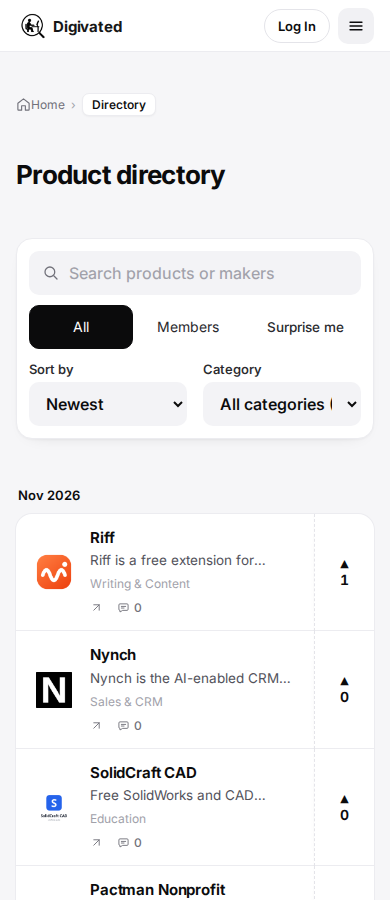 Digivated
Log In
Home › Directory
Product directory
Search products or makers
All Members Surprise me
Sort by Category
Newest All categories
Nov 2026
Riff
Riff is a free extension for...
Writing & Content
0
▲
1
Nynch
Nynch is the AI-enabled CRM...
Sales & CRM
0
▲
0
S
SolidCraft CAD
SolidCraft CAD
Free SolidWorks and CAD...
Education
0
▲
0
Pactman Nonprofit